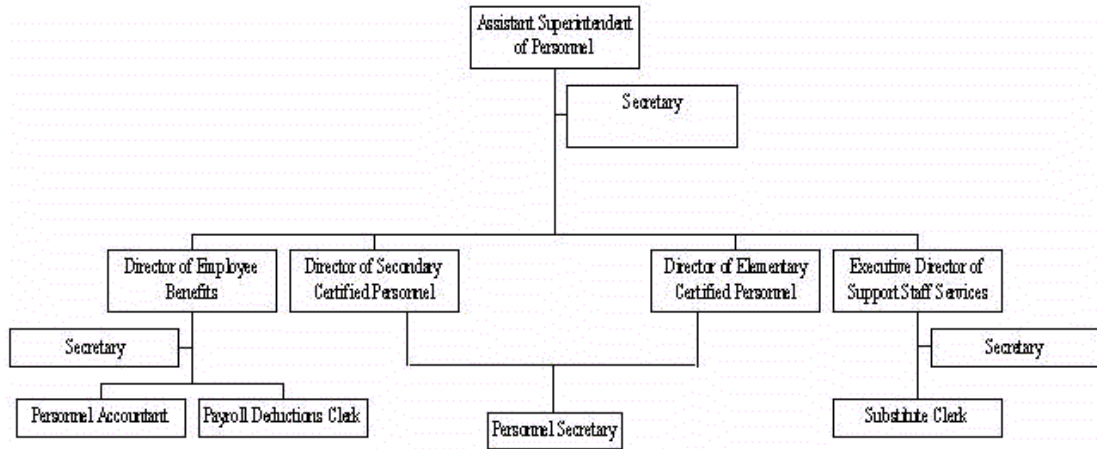 Assistant Superintendent
of Personnel
Secretary
Director of Employee
Benefits
Director of Secondary
Certified Personnel
Director of Elementary
Certified Personnel
Executive Director of
Support Staff Services
Secretary
Secretary
Personnel Accountant
Payroll Deductions Clerk
Personnel Secretary
Substitute Clerk